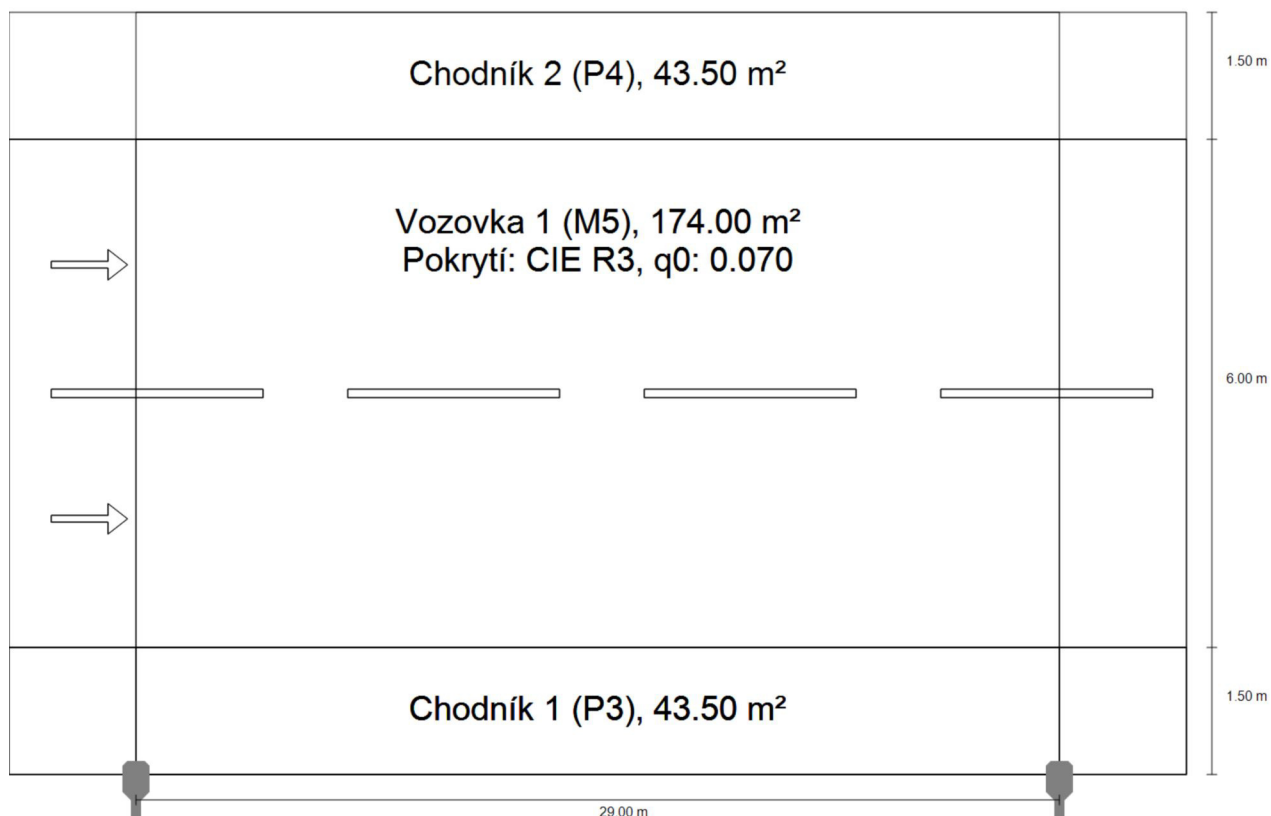 Chodník 2 (P4), 43.50 m²
1.50 m
Vozovka 1 (M5), 174.00 m²
Pokrytí: CIE R3, q0: 0.070
6.00 m
Chodník 1 (P3), 43.50 m²
1.50 m
29.00 m